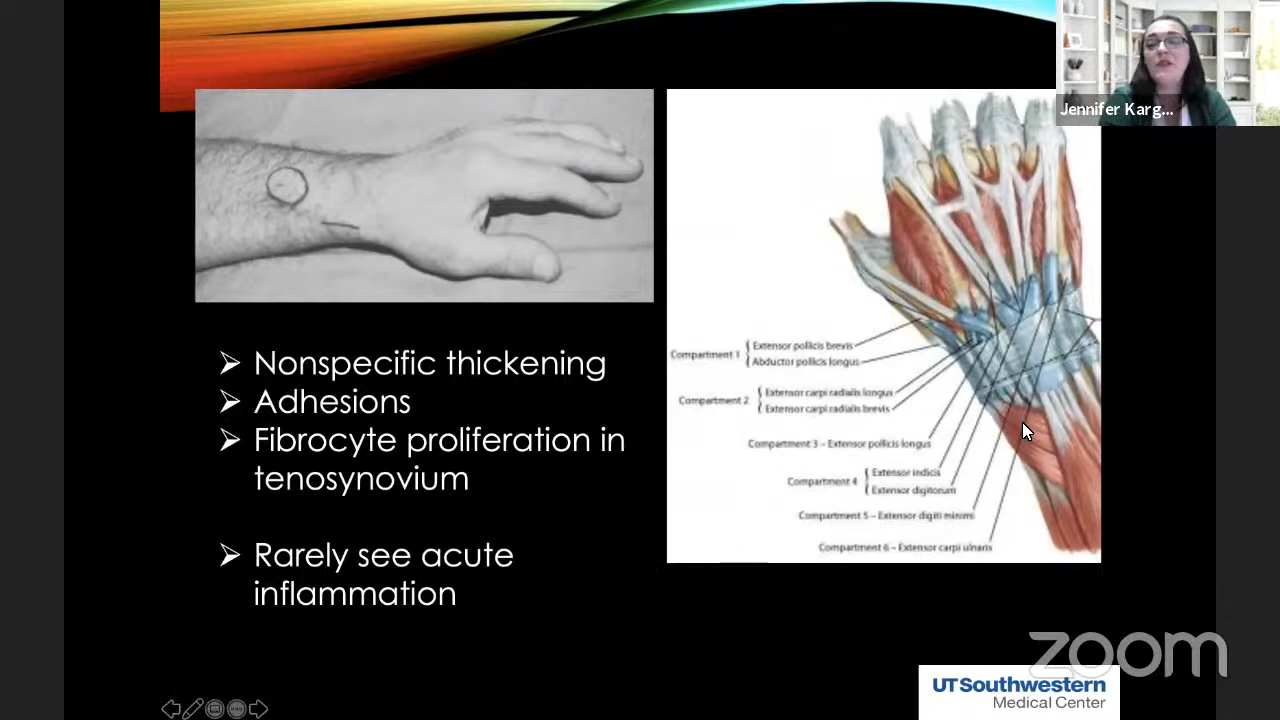 Jennifer Karg...
Nonspecific thickening
Adhesions
Fibrocyte proliferation in
tenosynovium
Rarely see acute
inflammation
Compartment 1
Extensor pollicis brevis
Abductor pollicis longus
Compartment 2
Extensor carpi radialis longus
Extensor carpi radialis brevis
Compartment 3 – Extensor pollicis longus
Compartment 4
Extensor indicis
Extensor digitorum
Compartment 5 – Extensor digiti minimi
Compartment 6 – Extensor carpi ulnaris
zoom
UTSouthwestern
Medical Center